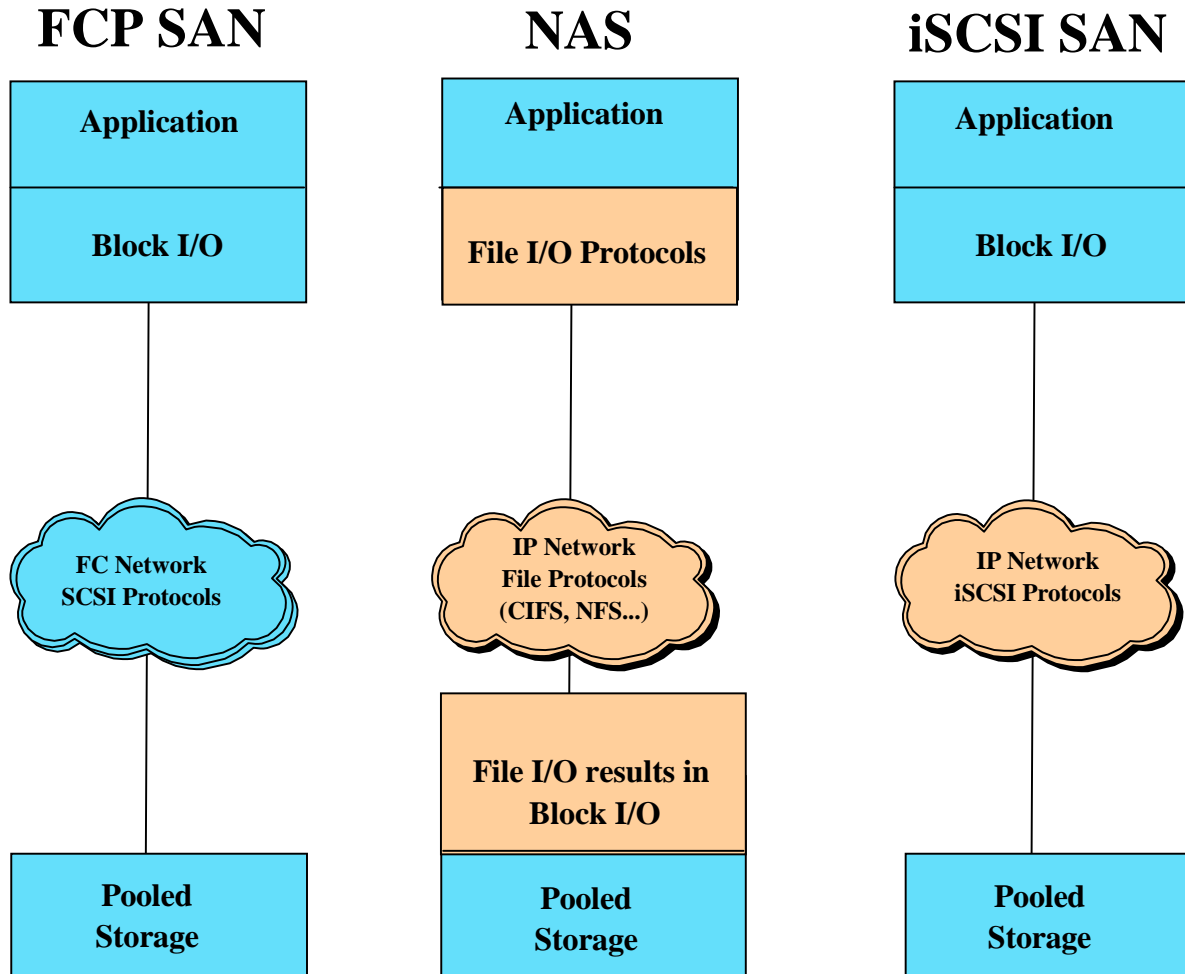 FCP SAN
Application
Block I/O
FC Network
SCSI Protocols
Pooled
Storage
NAS
Application
File I/O Protocols
IP Network
File Protocols
(CIFS, NFS...)
File I/O results in
Block I/O
Pooled
Storage
iSCSI SAN
Application
Block I/O
IP Network
iSCSI Protocols
Pooled
Storage